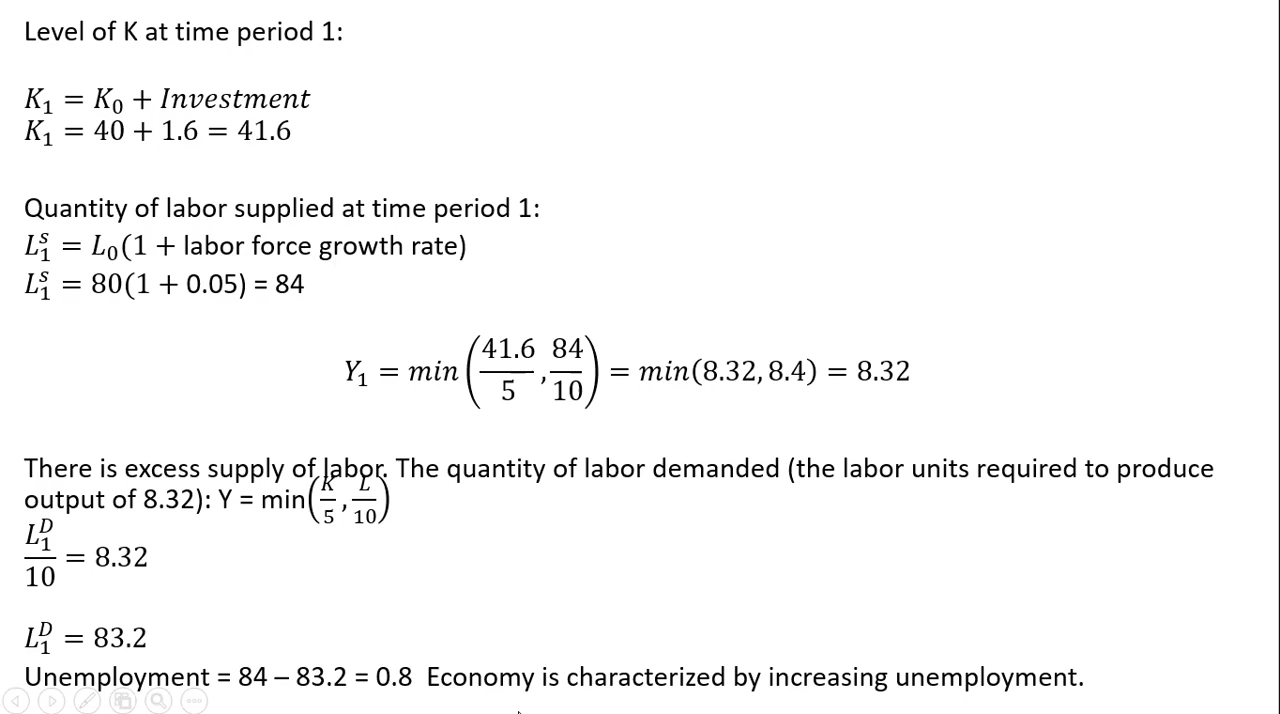 Level of K at time period 1:
K₁ = K₀ + Investment
K₁ = 40 + 1.6 = 41.6
Quantity of labor supplied at time period 1:
L₁ˢ = L₀(1 + labor force growth rate)
L₁ˢ = 80(1 + 0.05) = 84
Y₁ = min(41.6/5, 84/10) = min(8.32, 8.4) = 8.32
There is excess supply of labor. The quantity of labor demanded (the labor units required to produce
output of 8.32): Y = min(K/5, L/10)
L₁ᴰ/10 = 8.32
L₁ᴰ = 83.2
Unemployment = 84 – 83.2 = 0.8 Economy is characterized by increasing unemployment.